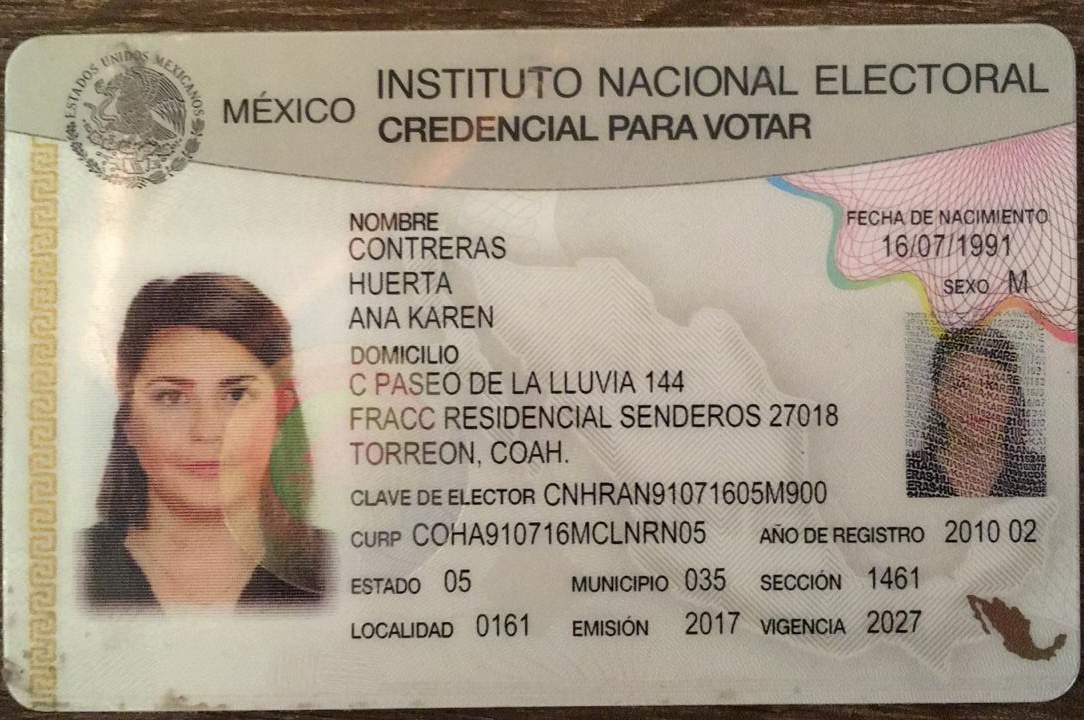 ESTADOS UNIDOS MEXICANOS
MÉXICO
INSTITUTO NACIONAL ELECTORAL
CREDENCIAL PARA VOTAR
NOMBRE
CONTRERAS
HUERTA
ANA KAREN
FECHA DE NACIMIENTO
16/07/1991
SEXO M
DOMICILIO
C PASEO DE LA LLUVIA 144
FRACC RESIDENCIAL SENDEROS 27018
TORREON, COAH.
CLAVE DE ELECTOR CNHRAN91071605M900
CURP COHA910716MCLNRN05 AÑO DE REGISTRO 2010 02
ESTADO 05 MUNICIPIO 035 SECCIÓN 1461
LOCALIDAD 0161 EMISIÓN 2017 VIGENCIA 2027